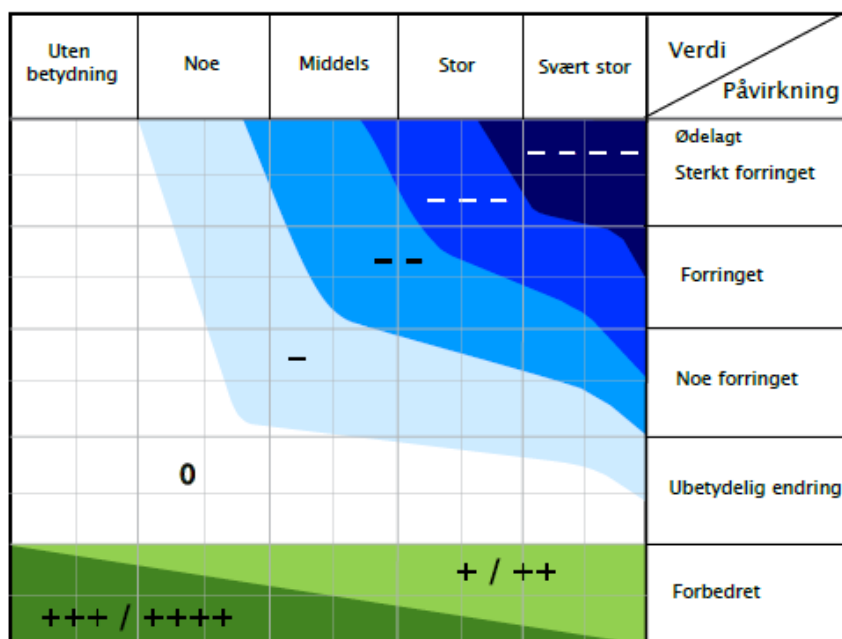 Uten betydning
Noe
Middels
Stor
Svært stor
Verdi
Påvirkning
Ødelagt
Sterkt forringet
– – – –
– – –
– –
Forringet
–
Noe forringet
0
Ubetydelig endring
+ / ++
+++ / ++++
Forbedret